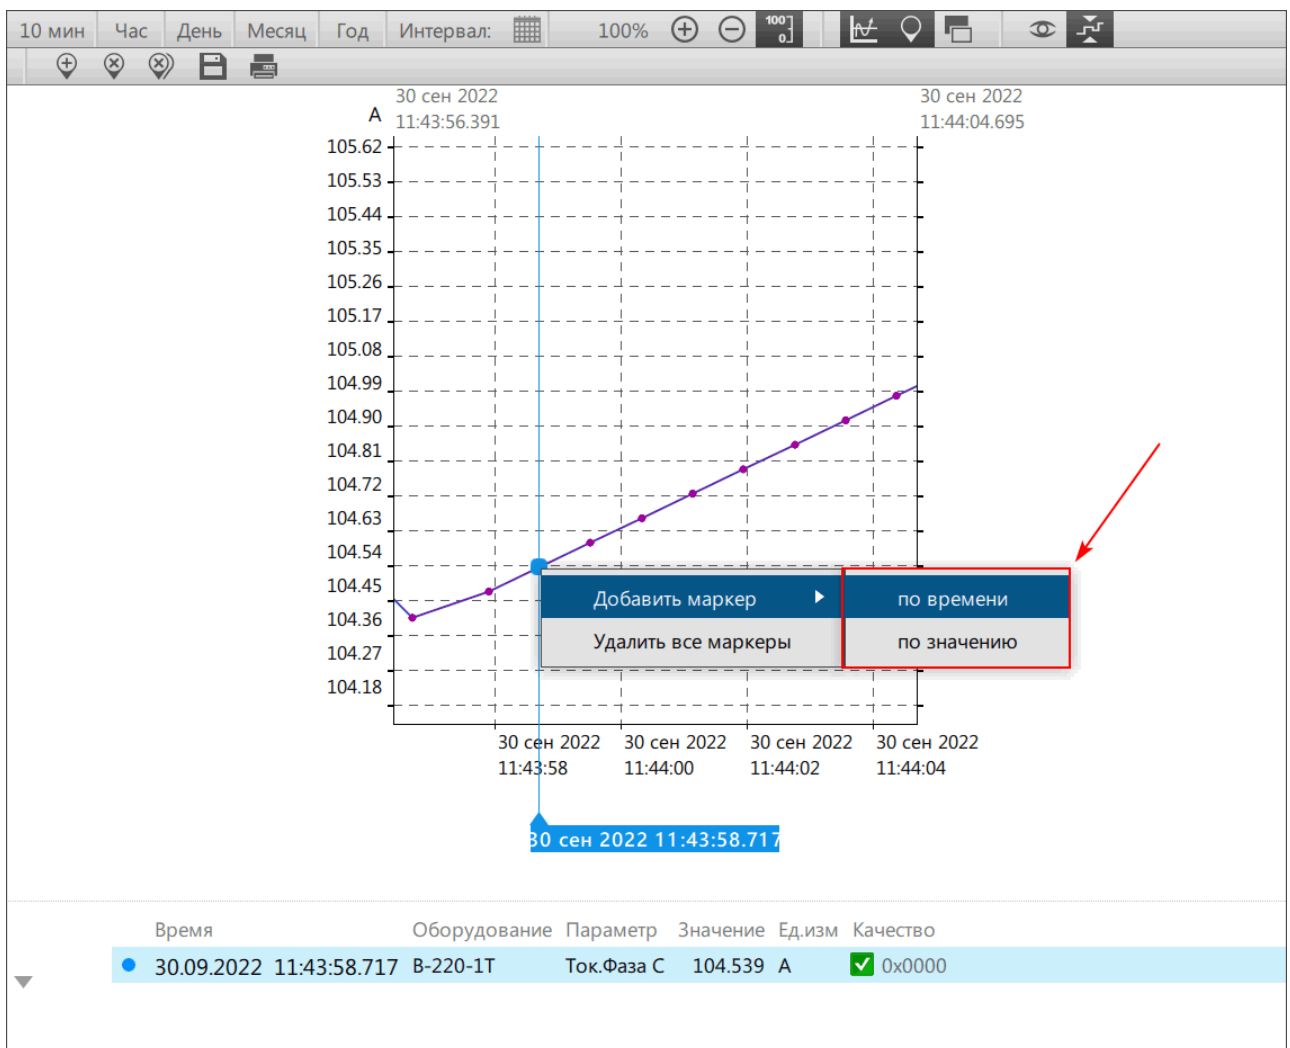 10 мин Час День Месяц Год Интервал: 100% 100 0
30 сен 2022 30 сен 2022
А 11:43:56.391 11:44:04.695
105.62
105.53
105.44
105.35
105.26
105.17
105.08
104.99
104.90
104.81
104.72
104.63
104.54
104.45
Добавить маркер по времени
104.36
Удалить все маркеры по значению
104.27
104.18
30 сен 2022 30 сен 2022 30 сен 2022 30 сен 2022
11:43:58 11:44:00 11:44:02 11:44:04
30 сен 2022 11:43:58.717
Время Оборудование Параметр Значение Ед.изм Качество
30.09.2022 11:43:58.717 В-220-1Т Ток.Фаза С 104.539 А 0x0000